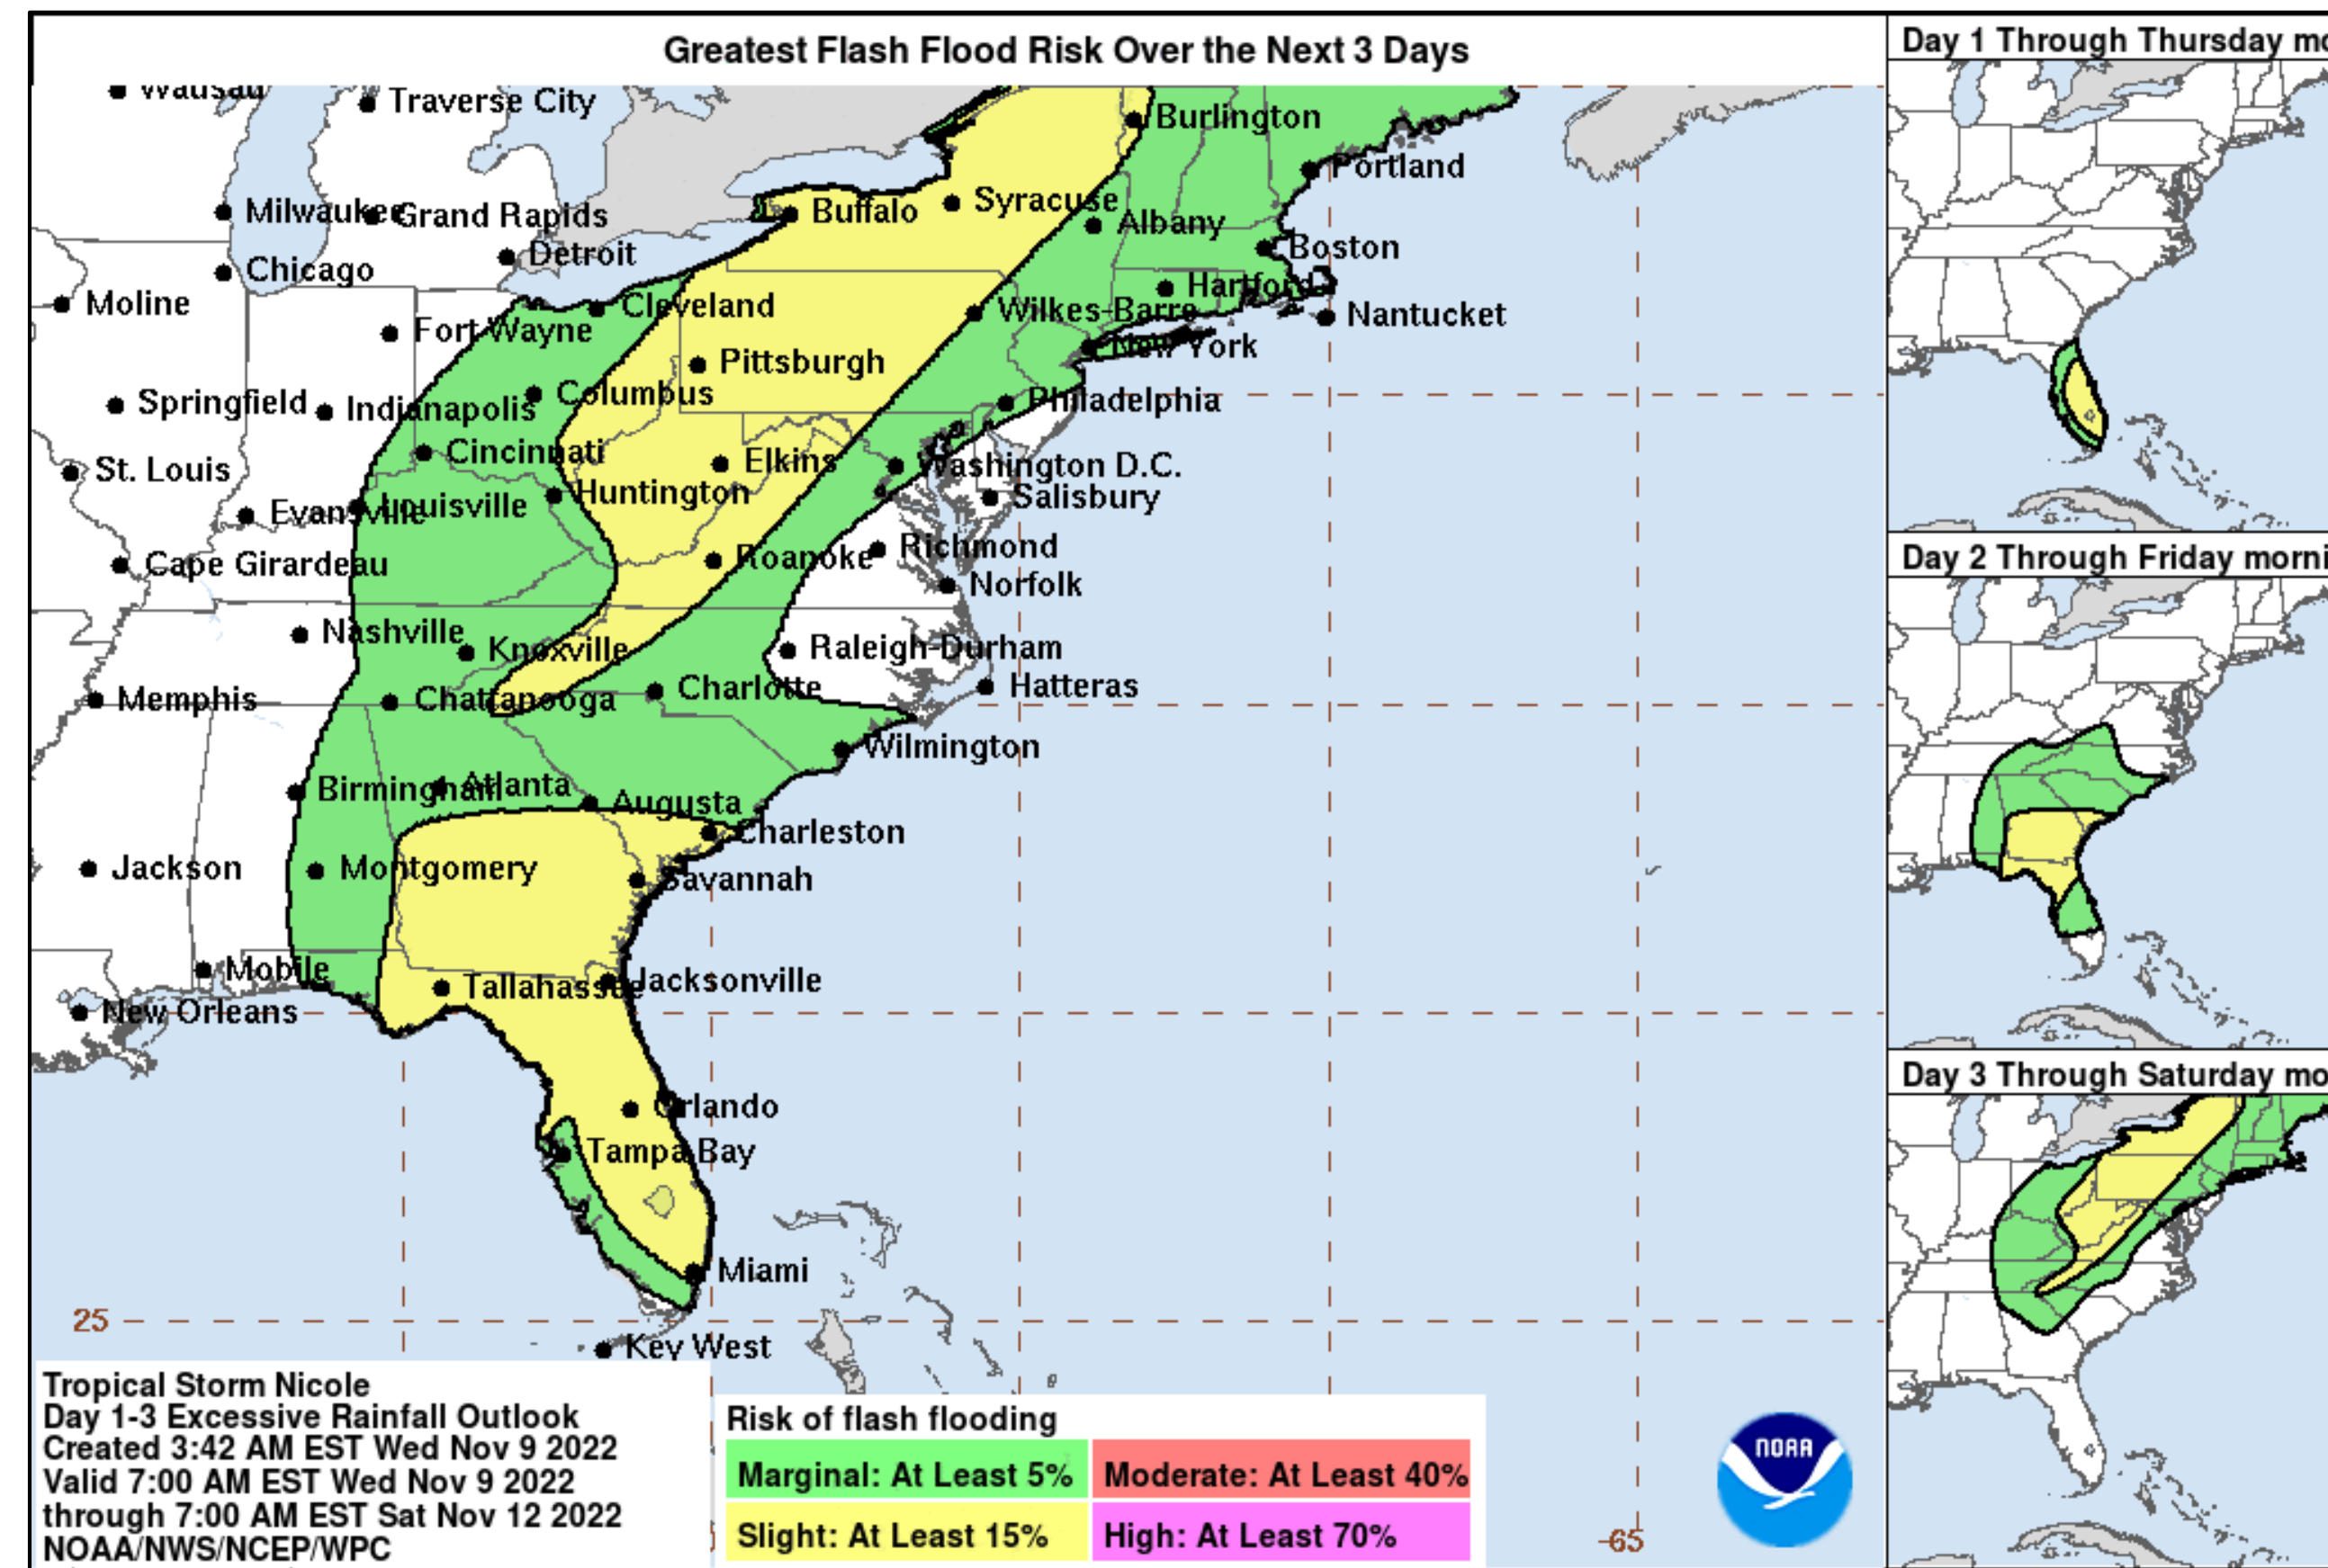 Greatest Flash Flood Risk Over the Next 3 Days
Wausau
Traverse City
Burlington
Portland
Milwaukee
Grand Rapids
Buffalo
Syracuse
Albany
Detroit
Boston
Chicago
Hartford
Moline
Cleveland
Wilkes-Barre
Nantucket
Fort Wayne
New York
Pittsburgh
Springfield
Indianapolis
Columbus
Philadelphia
Cincinnati
Elkins
Washington D.C.
St. Louis
Huntington
Salisbury
Evansville
Louisville
Cape Girardeau
Roanoke
Richmond
Norfolk
Nashville
Knoxville
Raleigh-Durham
Memphis
Chattanooga
Charlotte
Hatteras
Wilmington
Birmingham
Atlanta
Augusta
Charleston
Jackson
Montgomery
Savannah
Mobile
Tallahassee
Jacksonville
New Orleans
Orlando
Tampa Bay
Miami
25
Key West
Tropical Storm Nicole
Day 1-3 Excessive Rainfall Outlook
Created 3:42 AM EST Wed Nov 9 2022
Valid 7:00 AM EST Wed Nov 9 2022
through 7:00 AM EST Sat Nov 12 2022
NOAA/NWS/NCEP/WPC
Risk of flash flooding
Marginal: At Least 5%
Moderate: At Least 40%
Slight: At Least 15%
High: At Least 70%
NOAA
-65
Day 1 Through Thursday mo
Day 2 Through Friday morni
Day 3 Through Saturday mo